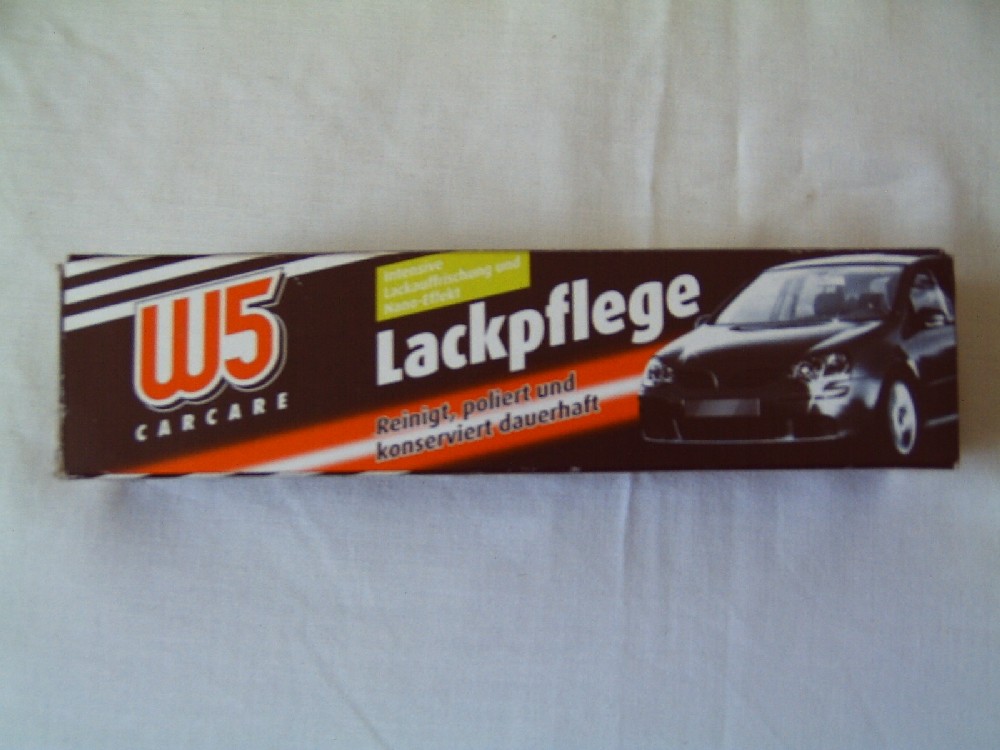 W5
CARCARE
Intensive
Lackauffrischung und
Nano-Effekt
Lackpflege
Reinigt, poliert und
konserviert dauerhaft